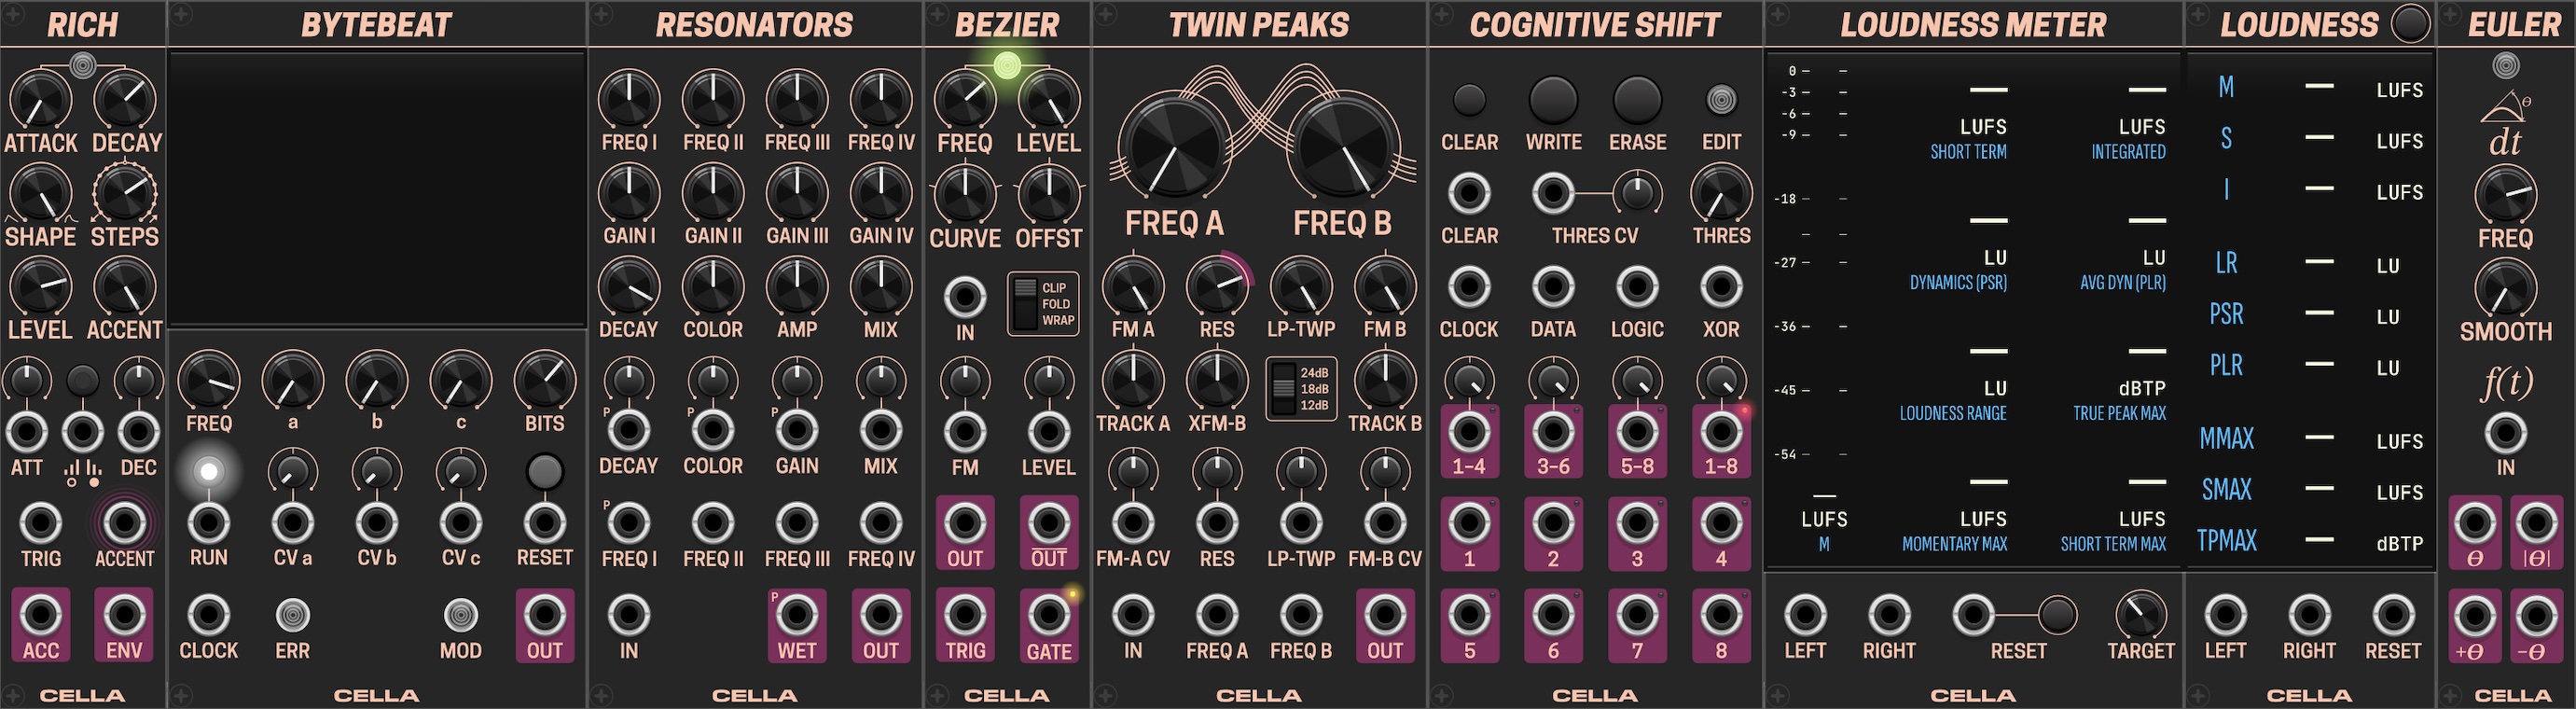 RICH
ATTACK DECAY
SHAPE STEPS
LEVEL ACCENT
ATT DEC
TRIG ACCENT
ACC ENV
CELLA
BYTEBEAT
FREQ a b c BITS
RUN CV a CV b CV c RESET
CLOCK ERR MOD OUT
CELLA
RESONATORS
FREQ I FREQ II FREQ III FREQ IV
GAIN I GAIN II GAIN III GAIN IV
DECAY COLOR AMP MIX
P P P
DECAY COLOR GAIN MIX
P
FREQ I FREQ II FREQ III FREQ IV
P
IN WET OUT
CELLA
BEZIER
FREQ LEVEL
CURVE OFFST
CLIP
FOLD
WRAP
IN
FM LEVEL
OUT OUT
TRIG GATE
CELLA
TWIN PEAKS
FREQ A FREQ B
FM A RES LP-TWP FM B
24dB
18dB
12dB
TRACK A XFM-B TRACK B
FM-A CV RES LP-TWP FM-B CV
IN FREQ A FREQ B OUT
CELLA
COGNITIVE SHIFT
CLEAR WRITE ERASE EDIT
CLEAR THRES CV THRES
CLOCK DATA LOGIC XOR
1-4 3-6 5-8 1-8
1 2 3 4
5 6 7 8
CELLA
LOUDNESS METER
0
-3
-6
-9
-18
-27
-36
-45
-54
LUFS
M
LUFS LUFS
SHORT TERM INTEGRATED
LU LU
DYNAMICS (PSR) AVG DYN (PLR)
LU dBTP
LOUDNESS RANGE TRUE PEAK MAX
LUFS LUFS
MOMENTARY MAX SHORT TERM MAX
LEFT RIGHT RESET TARGET
CELLA
LOUDNESS
M LUFS
S LUFS
I LUFS
LR LU
PSR LU
PLR LU
MMAX LUFS
SMAX LUFS
TPMAX dBTP
LEFT RIGHT RESET
CELLA
EULER
Θ
dt
FREQ
SMOOTH
f(t)
IN
Θ |Θ|
+Θ -Θ
CELLA